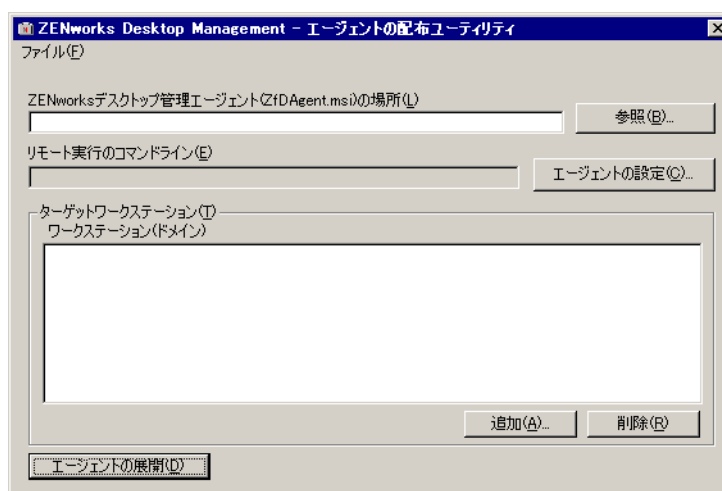 ZENworks Desktop Management - エージェントの配布ユーティリティ
ファイル(F)
ZENworksデスクトップ管理エージェント(ZfDAgent.msi)の場所(L)
参照(B)...
リモート実行のコマンドライン(E)
エージェントの設定(C)...
ターゲットワークステーション(T)
ワークステーション(ドメイン)
追加(A)...
削除(R)
エージェントの展開(D)